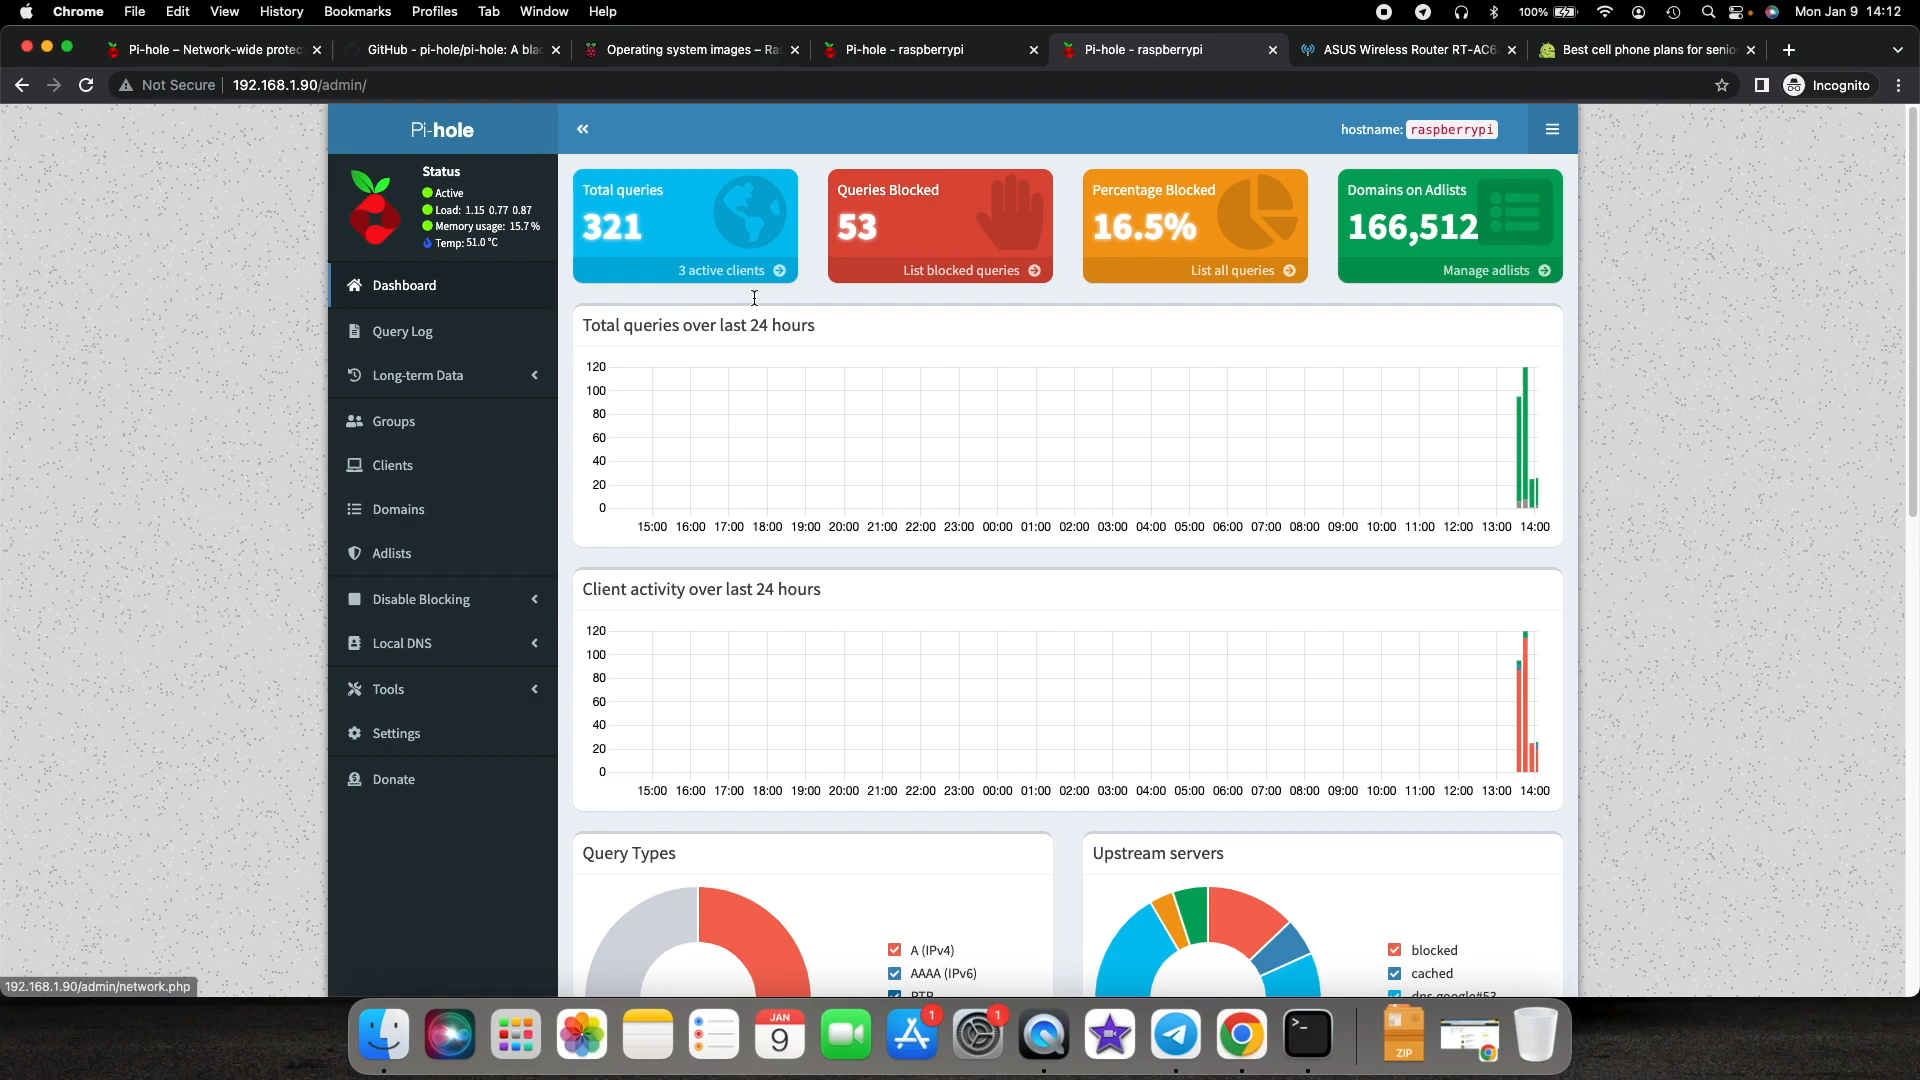 Chrome File Edit View History Bookmarks Profiles Tab Window Help 100% Mon Jan 9 14:12
Pi-hole – Network-wide protec GitHub - pi-hole/pi-hole: A bla Operating system images – Ras Pi-hole - raspberrypi Pi-hole - raspberrypi ASUS Wireless Router RT-AC6 Best cell phone plans for senio
Not Secure 192.168.1.90/admin/ Incognito
Pi-hole
hostname: raspberrypi
Status
Active
Load: 1.15 0.77 0.87
Memory usage: 15.7 %
Temp: 51.0 °C
Dashboard
Query Log
Long-term Data
Groups
Clients
Domains
Adlists
Disable Blocking
Local DNS
Tools
Settings
Donate
Total queries
321
3 active clients
Queries Blocked
53
List blocked queries
Percentage Blocked
16.5%
List all queries
Domains on Adlists
166,512
Manage adlists
Total queries over last 24 hours
120
100
80
60
40
20
0
15:00 16:00 17:00 18:00 19:00 20:00 21:00 22:00 23:00 00:00 01:00 02:00 03:00 04:00 05:00 06:00 07:00 08:00 09:00 10:00 11:00 12:00 13:00 14:00
Client activity over last 24 hours
120
100
80
60
40
20
0
15:00 16:00 17:00 18:00 19:00 20:00 21:00 22:00 23:00 00:00 01:00 02:00 03:00 04:00 05:00 06:00 07:00 08:00 09:00 10:00 11:00 12:00 13:00 14:00
Query Types
A (IPv4)
AAAA (IPv6)
PTR
Upstream servers
blocked
cached
dns.google#53
192.168.1.90/admin/network.php
JAN
9
1
1
ZIP